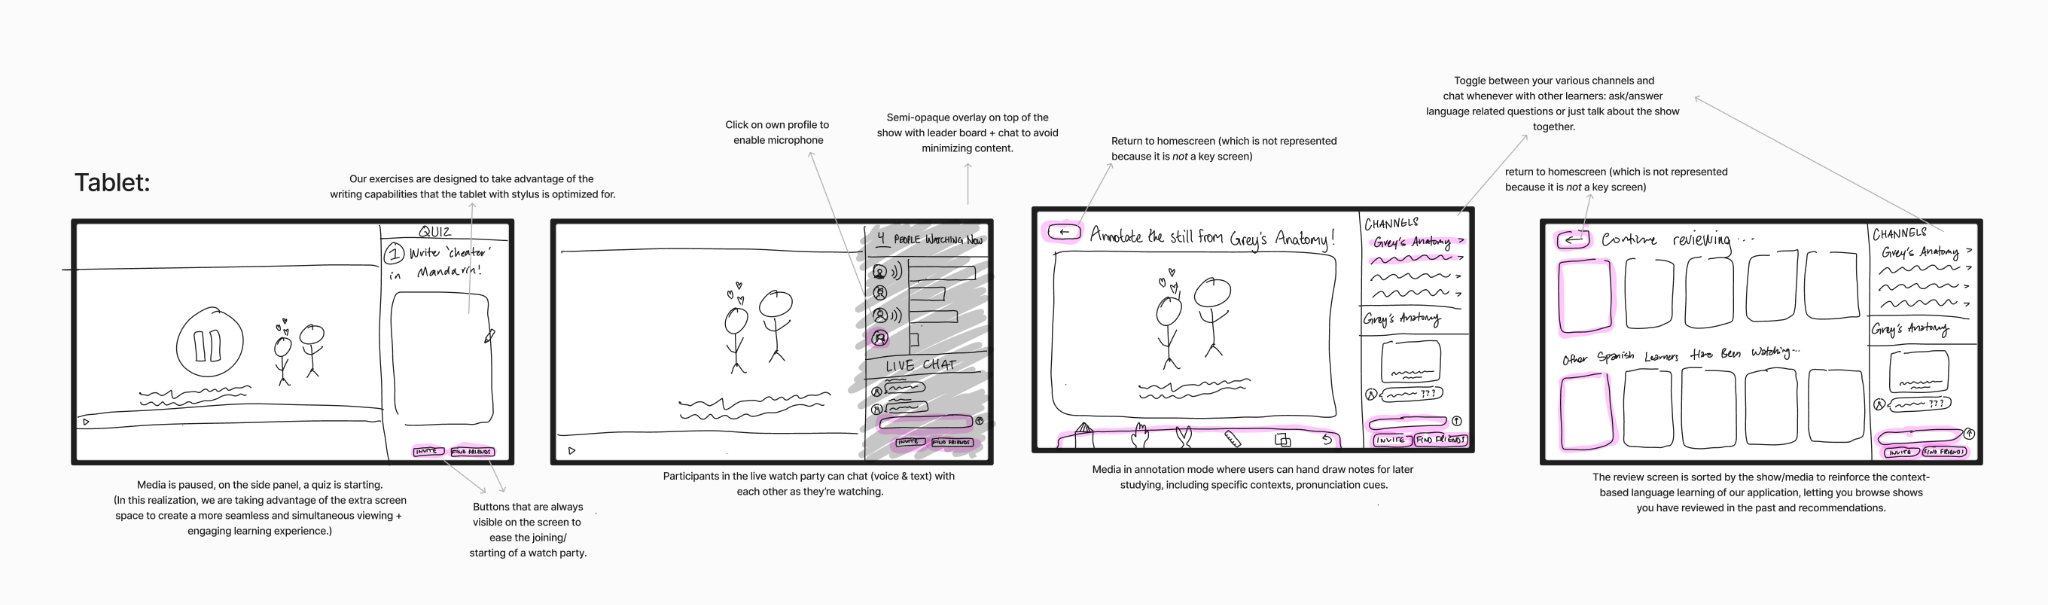 Tablet:
Our exercises are designed to take advantage of the
writing capabilities that the tablet with stylus is optimized for.
QUIZ
1 Write 'cheater'
in Mandarin!
INVITE FIND FRIENDS
Media is paused, on the side panel, a quiz is starting.
(In this realization, we are taking advantage of the extra screen
space to create a more seamless and simultaneous viewing +
engaging learning experience.)
Buttons that are always
visible on the screen to
ease the joining/
starting of a watch party.
Click on own profile to
enable microphone
Semi-opaque overlay on top of the
show with leader board + chat to avoid
minimizing content.
4 PEOPLE WATCHING NOW
LIVE CHAT
INVITE FIND FRIENDS
Participants in the live watch party can chat (voice & text) with
each other as they're watching.
Return to homescreen (which is not represented
because it is not a key screen)
Annotate the still from Grey's Anatomy!
CHANNELS
Grey's Anatomy >
Grey's Anatomy
???
INVITE FIND FRIENDS
Media in annotation mode where users can hand draw notes for later
studying, including specific contexts, pronunciation cues.
Toggle between your various channels and
chat whenever with other learners: ask/answer
language related questions or just talk about the show
together.
return to homescreen (which is not represented
because it is not a key screen)
Continue reviewing...
Other Spanish Learners Have Been Watching...
CHANNELS
Grey's Anatomy >
Grey's Anatomy
???
INVITE FIND FRIENDS
The review screen is sorted by the show/media to reinforce the context-
based language learning of our application, letting you browse shows
you have reviewed in the past and recommendations.